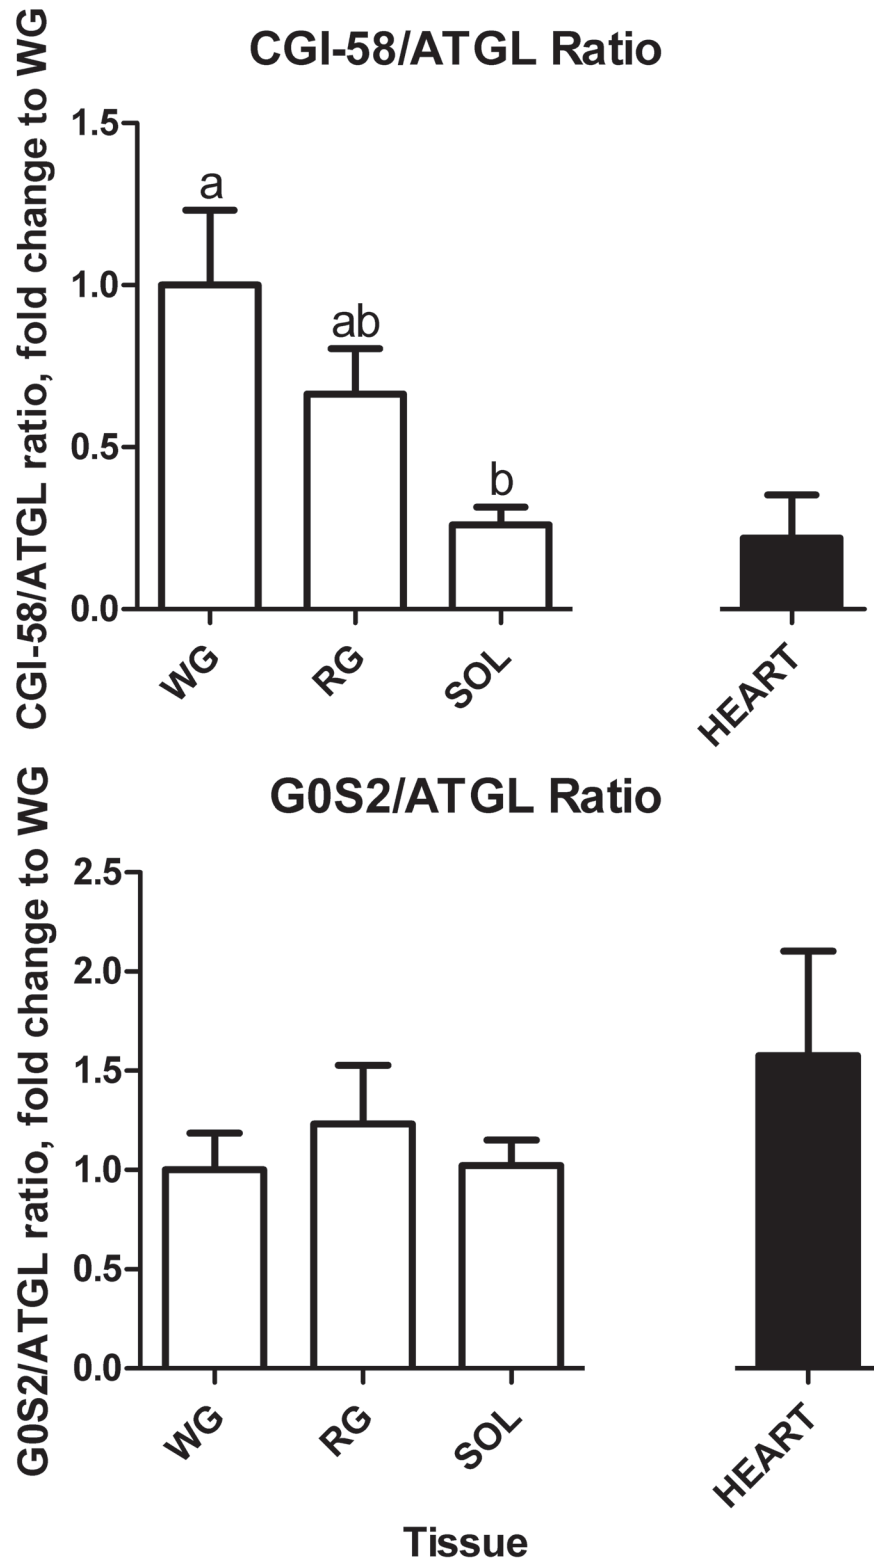 CGI-58/ATGL Ratio
CGI-58/ATGL ratio, fold change to WG
1.5
1.0
0.5
0.0
a
ab
b
WG
RG
SOL
HEART
G0S2/ATGL Ratio
G0S2/ATGL ratio, fold change to WG
2.5
2.0
1.5
1.0
0.5
0.0
WG
RG
SOL
HEART
Tissue